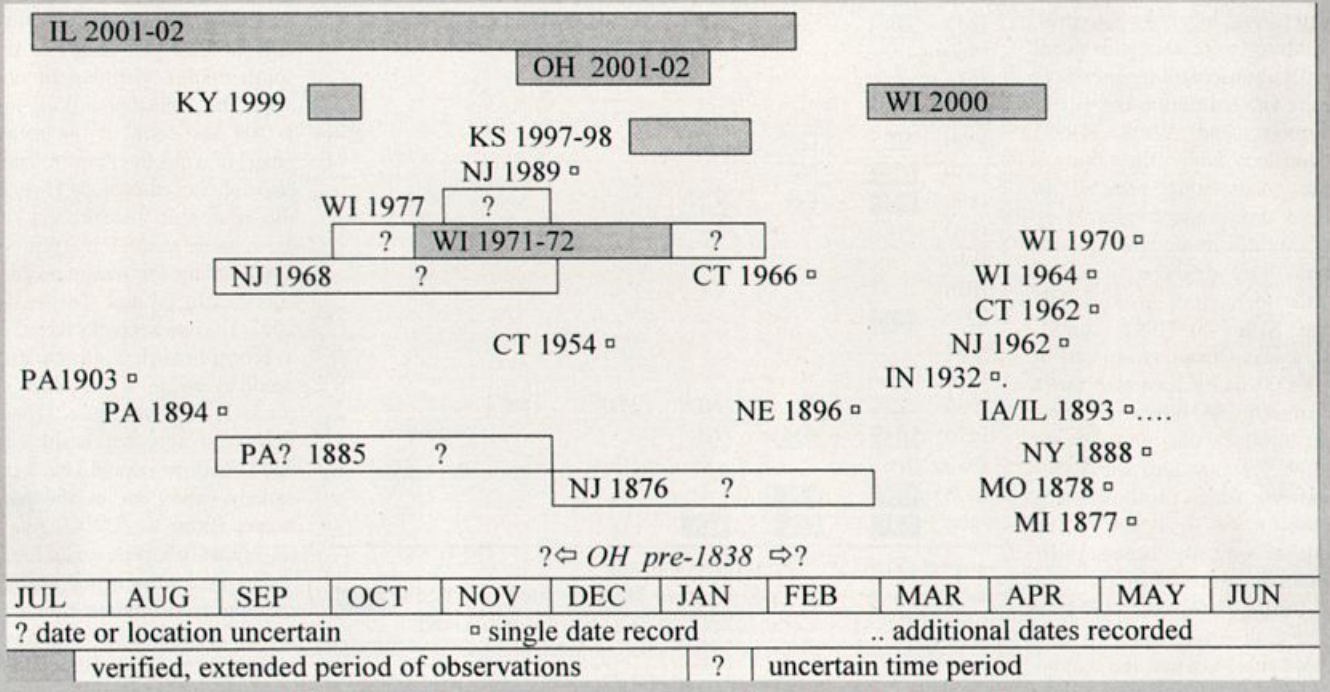 IL 2001-02
OH 2001-02
KY 1999
WI 2000
KS 1997-98
NJ 1989 ▫
WI 1977 ?
? WI 1971-72 ? WI 1970 ▫
NJ 1968 ? CT 1966 ▫ WI 1964 ▫
CT 1962 ▫
CT 1954 ▫ NJ 1962 ▫
PA1903 ▫ IN 1932 ▫.
PA 1894 ▫ NE 1896 ▫ IA/IL 1893 ▫....
PA? 1885 ? NY 1888 ▫
NJ 1876 ? MO 1878 ▫
MI 1877 ▫
?⇦ OH pre-1838 ⇨?
JUL AUG SEP OCT NOV DEC JAN FEB MAR APR MAY JUN
? date or location uncertain ▫ single date record .. additional dates recorded
verified, extended period of observations ? uncertain time period